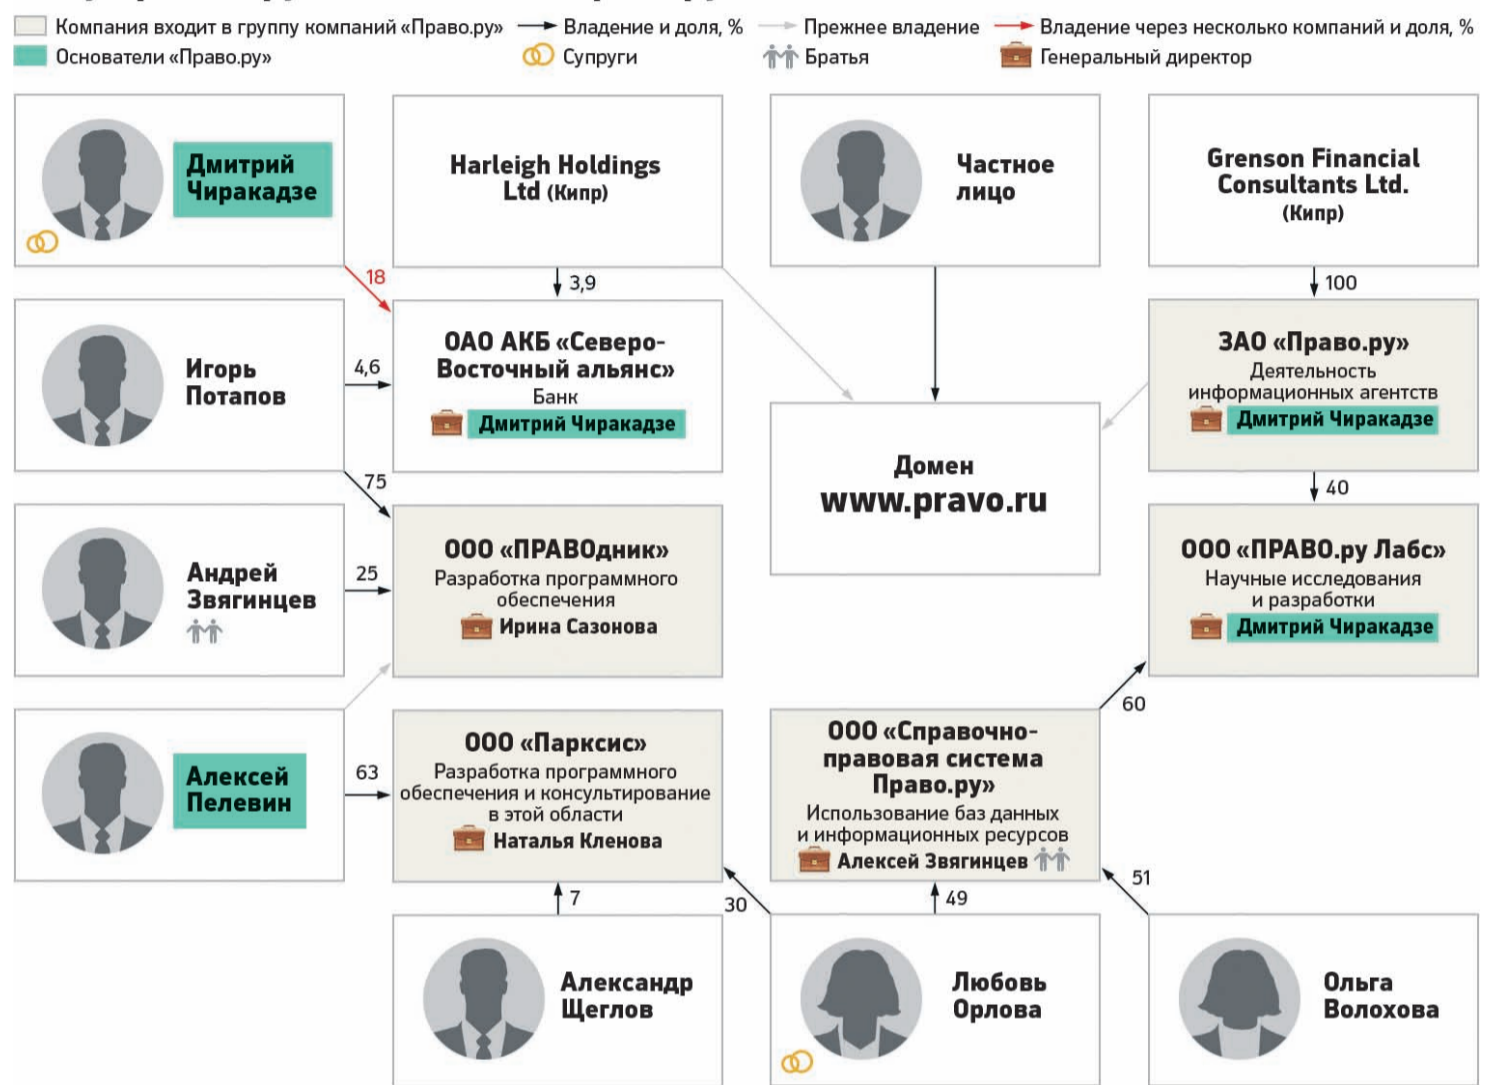 Компания входит в группу компаний «Право.ру»
Владение и доля, %
Прежнее владение
Владение через несколько компаний и доля, %
Основатели «Право.ру»
Супруги
Братья
Генеральный директор
Дмитрий
Чиракадзе
Harleigh Holdings
Ltd (Кипр)
Частное
лицо
Grenson Financial
Consultants Ltd.
(Кипр)
18
3,9
100
Игорь
Потапов
4,6
ОАО АКБ «Северо-
Восточный альянс»
Банк
Дмитрий Чиракадзе
ЗАО «Право.ру»
Деятельность
информационных агентств
Дмитрий Чиракадзе
Домен
www.pravo.ru
75
40
Андрей
Звягинцев
25
ООО «ПРАВОдник»
Разработка программного
обеспечения
Ирина Сазонова
ООО «ПРАВО.ру Лабс»
Научные исследования
и разработки
Дмитрий Чиракадзе
60
Алексей
Пелевин
63
ООО «Парксис»
Разработка программного
обеспечения и консультирование
в этой области
Наталья Кленова
ООО «Справочно-
правовая система
Право.ру»
Использование баз данных
и информационных ресурсов
Алексей Звягинцев
7
30
49
51
Александр
Щеглов
Любовь
Орлова
Ольга
Волохова